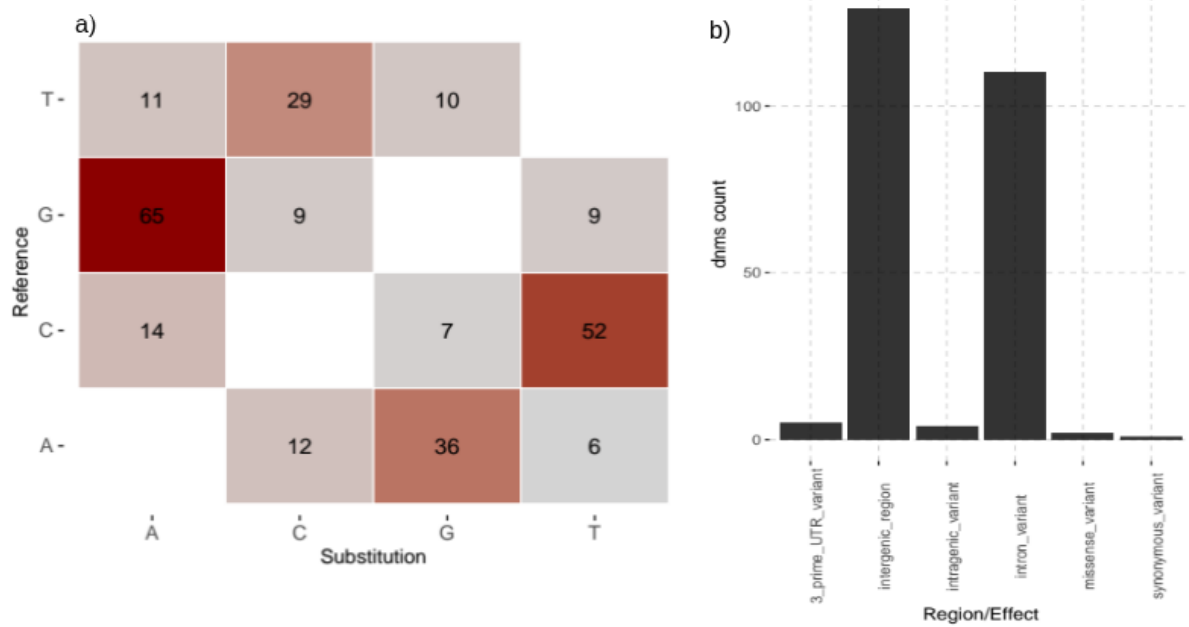 a)
T
11 29 10
G
65 9 9
C
14 7 52
A
12 36 6
Reference
A C G T
Substitution
b)
100
50
0
dnms count
3_prime_UTR_variant
intergenic_region
intragenic_variant
intron_variant
missense_variant
synonymous_variant
Region/Effect